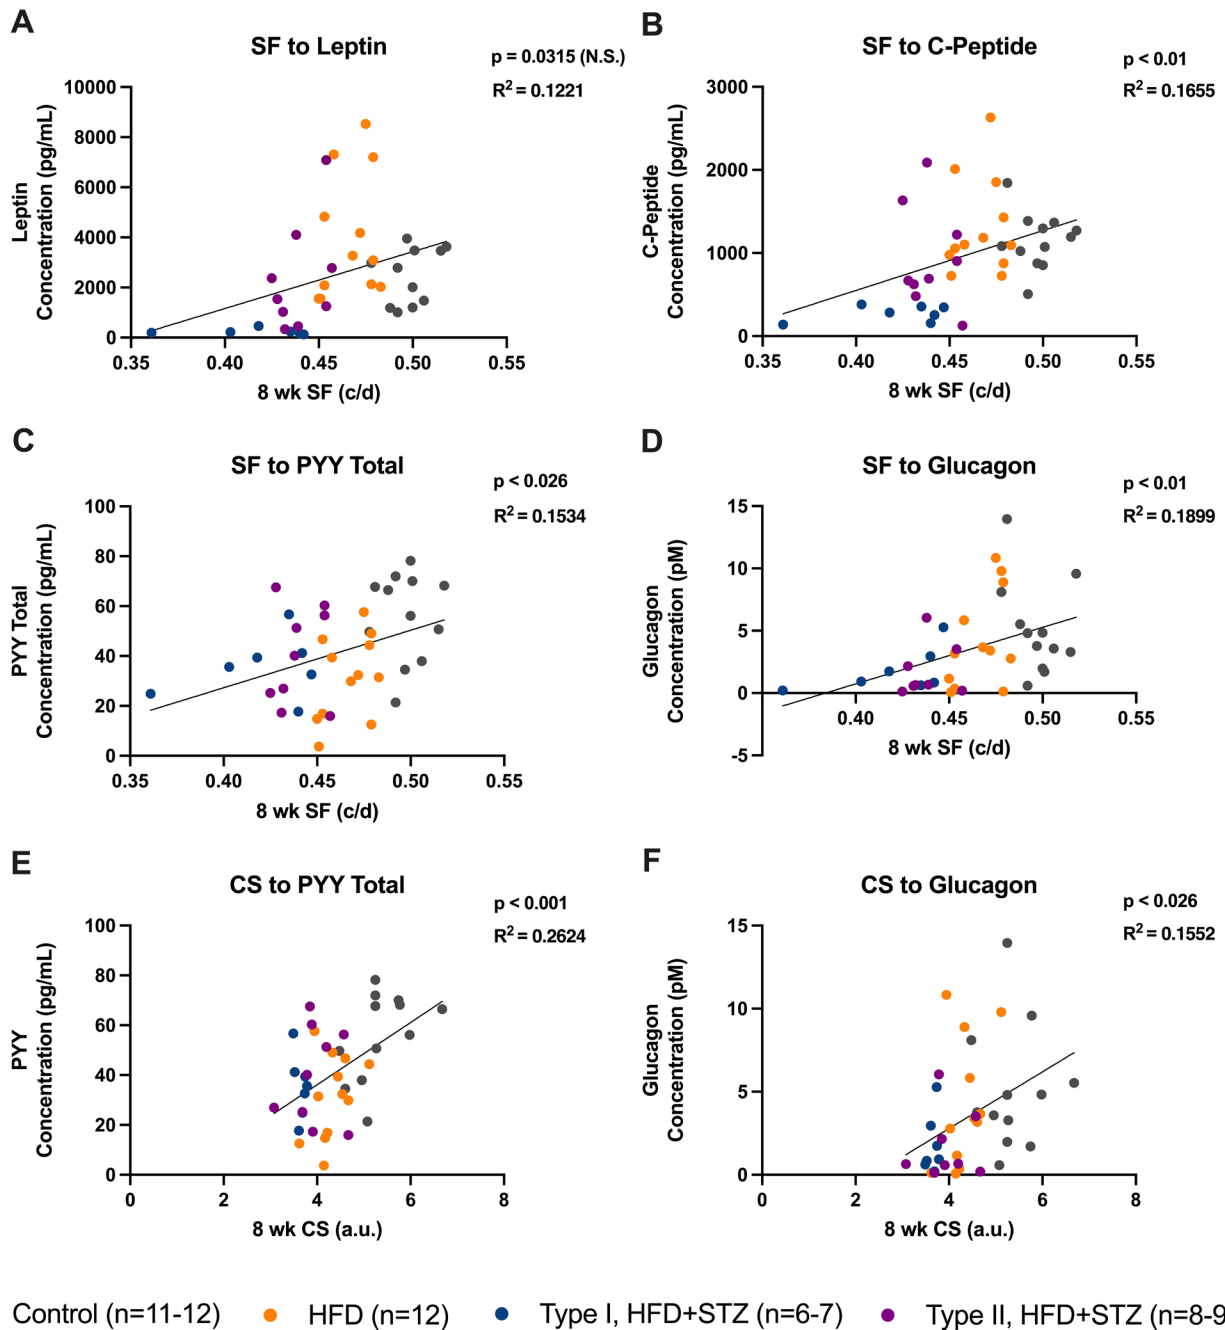 A
SF to Leptin
p = 0.0315 (N.S.)
R² = 0.1221
Leptin
Concentration (pg/mL)
10000
8000
6000
4000
2000
0
0.35 0.40 0.45 0.50 0.55
8 wk SF (c/d)
B
SF to C-Peptide
p < 0.01
R² = 0.1655
C-Peptide
Concentration (pg/mL)
3000
2000
1000
0
0.35 0.40 0.45 0.50 0.55
8 wk SF (c/d)
C
SF to PYY Total
p < 0.026
R² = 0.1534
PYY Total
Concentration (pg/mL)
100
80
60
40
20
0
0.35 0.40 0.45 0.50 0.55
8 wk SF (c/d)
D
SF to Glucagon
p < 0.01
R² = 0.1899
Glucagon
Concentration (pM)
15
10
5
0
-5
0.40 0.45 0.50 0.55
8 wk SF (c/d)
E
CS to PYY Total
p < 0.001
R² = 0.2624
PYY
Concentration (pg/mL)
100
80
60
40
20
0
0 2 4 6 8
8 wk CS (a.u.)
F
CS to Glucagon
p < 0.026
R² = 0.1552
Glucagon
Concentration (pM)
15
10
5
0
0 2 4 6 8
8 wk CS (a.u.)
Control (n=11-12) HFD (n=12) Type I, HFD+STZ (n=6-7) Type II, HFD+STZ (n=8-9